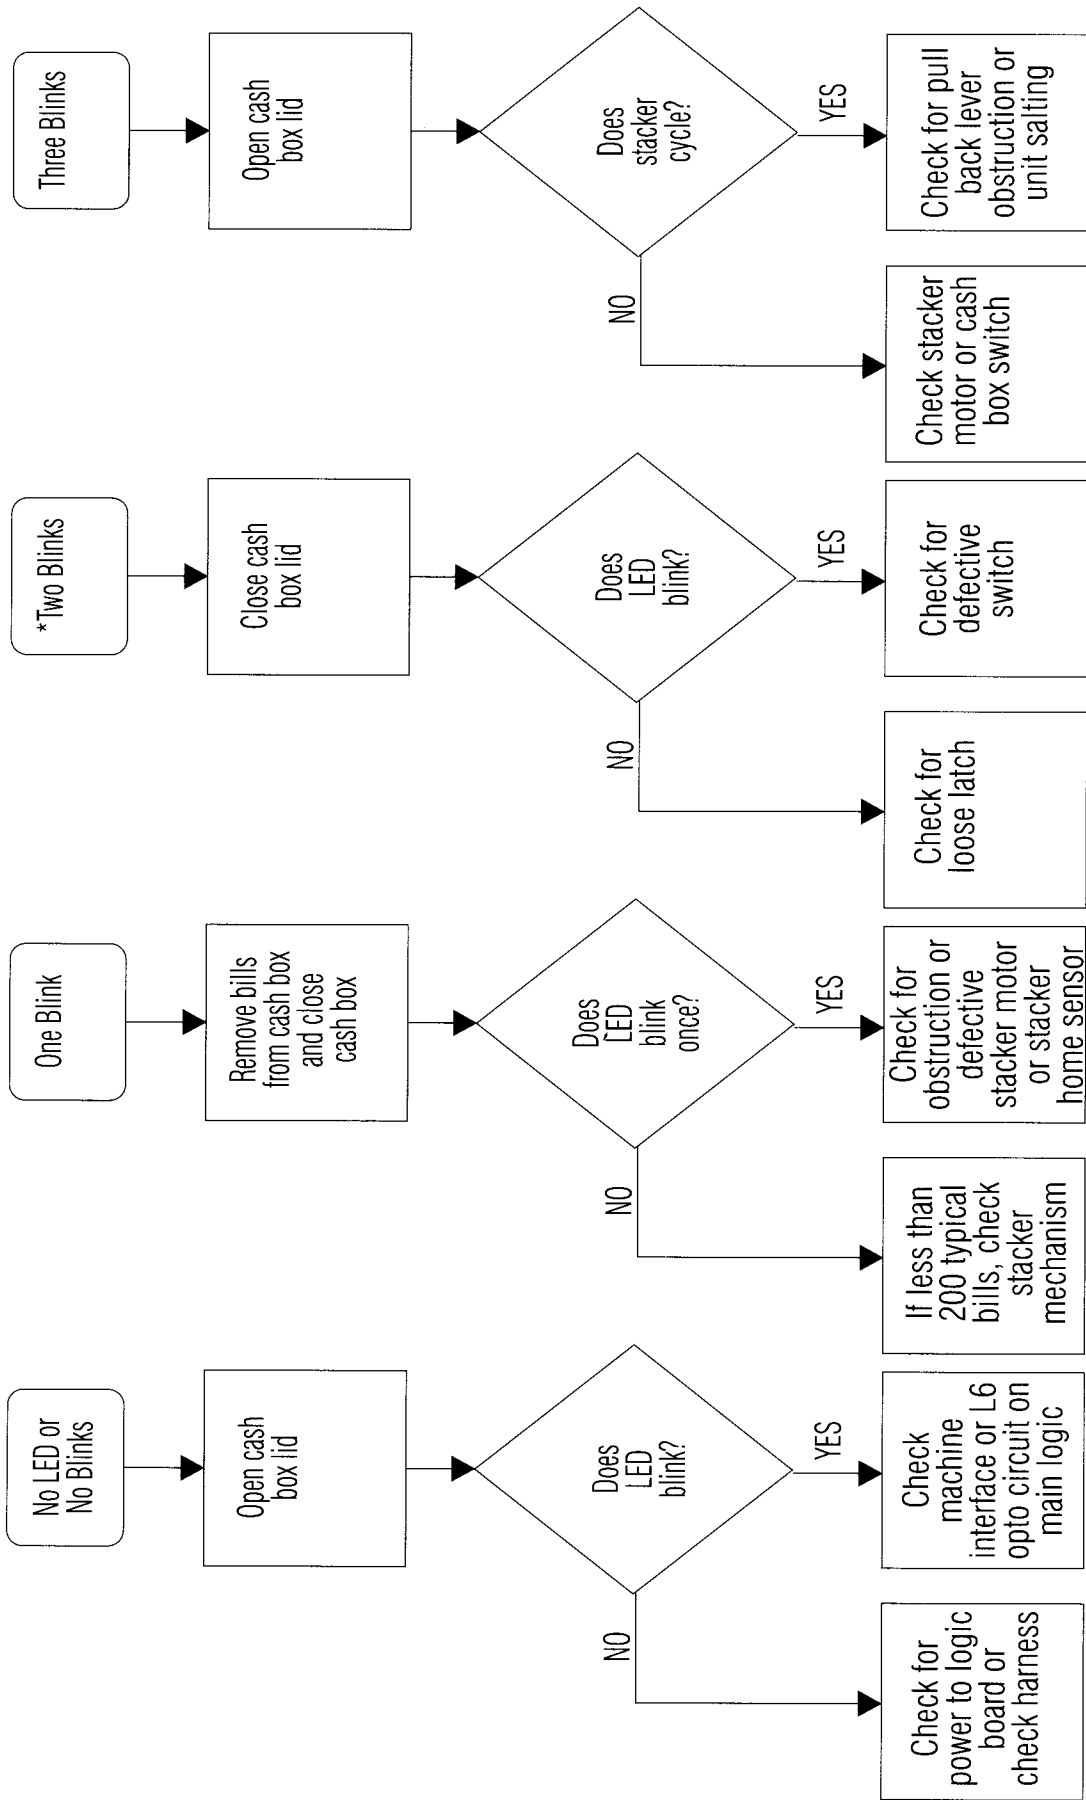 No LED or
No Blinks
Open cash
box lid
Does
LED
blink?
NO
YES
Check for
power to logic
board or
check harness
Check
machine
interface or L6
opto circuit on
main logic
One Blink
Remove bills
from cash box
and close
cash box
Does
LED
blink
once?
NO
YES
If less than
200 typical
bills, check
stacker
mechanism
Check for
obstruction or
defective
stacker motor
or stacker
home sensor
*Two Blinks
Close cash
box lid
Does
LED
blink?
NO
YES
Check for
loose latch
Check for
defective
switch
Three Blinks
Open cash
box lid
Does
stacker
cycle?
NO
YES
Check stacker
motor or cash
box switch
Check for pull
back lever
obstruction or
unit salting